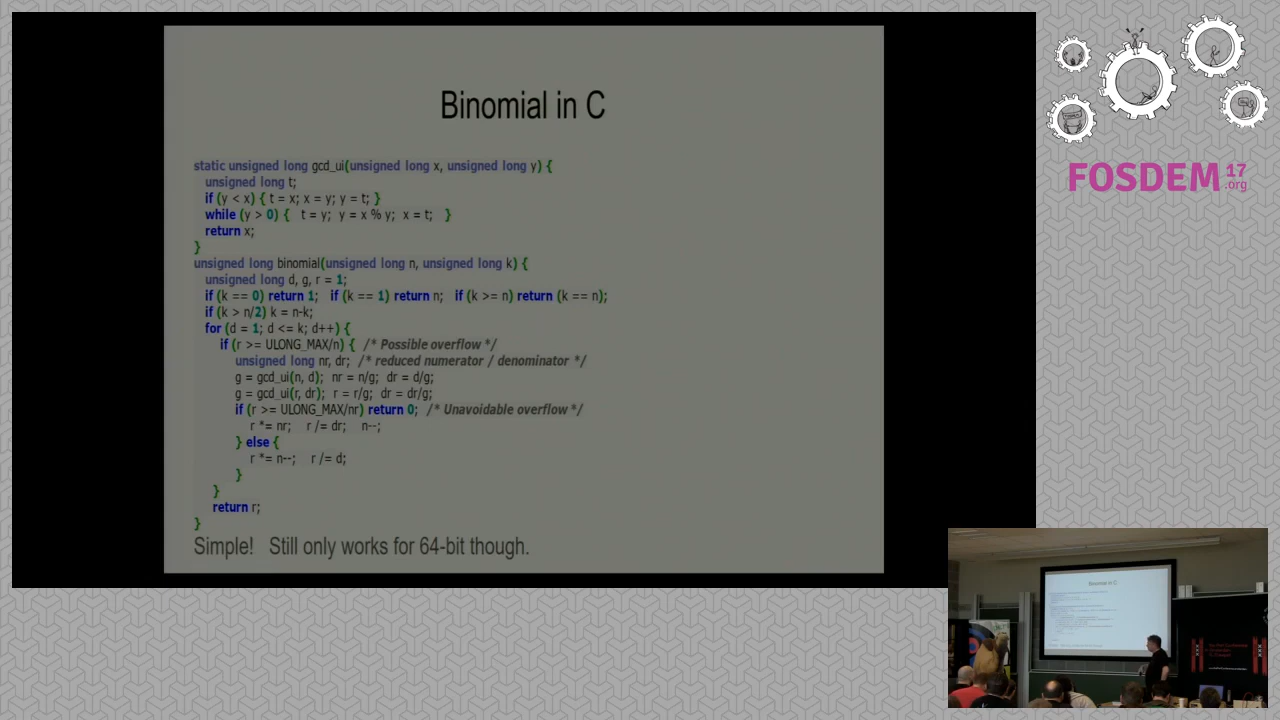 Binomial in C
static unsigned long gcd_ui(unsigned long x, unsigned long y) {
unsigned long t;
if (y < x) { t = x; x = y; y = t; }
while (y > 0) { t = y; y = x % y; x = t; }
return x;
}
unsigned long binomial(unsigned long n, unsigned long k) {
unsigned long d, g, r = 1;
if (k == 0) return 1; if (k == 1) return n; if (k >= n) return (k == n);
if (k > n/2) k = n-k;
for (d = 1; d <= k; d++) {
if (r >= ULONG_MAX/n) { /* Possible overflow */
unsigned long nr, dr; /* reduced numerator / denominator */
g = gcd_ui(n, d); nr = n/g; dr = d/g;
g = gcd_ui(r, dr); r = r/g; dr = dr/g;
if (r >= ULONG_MAX/nr) return 0; /* Unavoidable overflow */
r *= nr; r /= dr; n--;
} else {
r *= n--; r /= d;
}
}
return r;
}
Simple! Still only works for 64-bit though.
FOSDEM 17
.org
Binomial in C